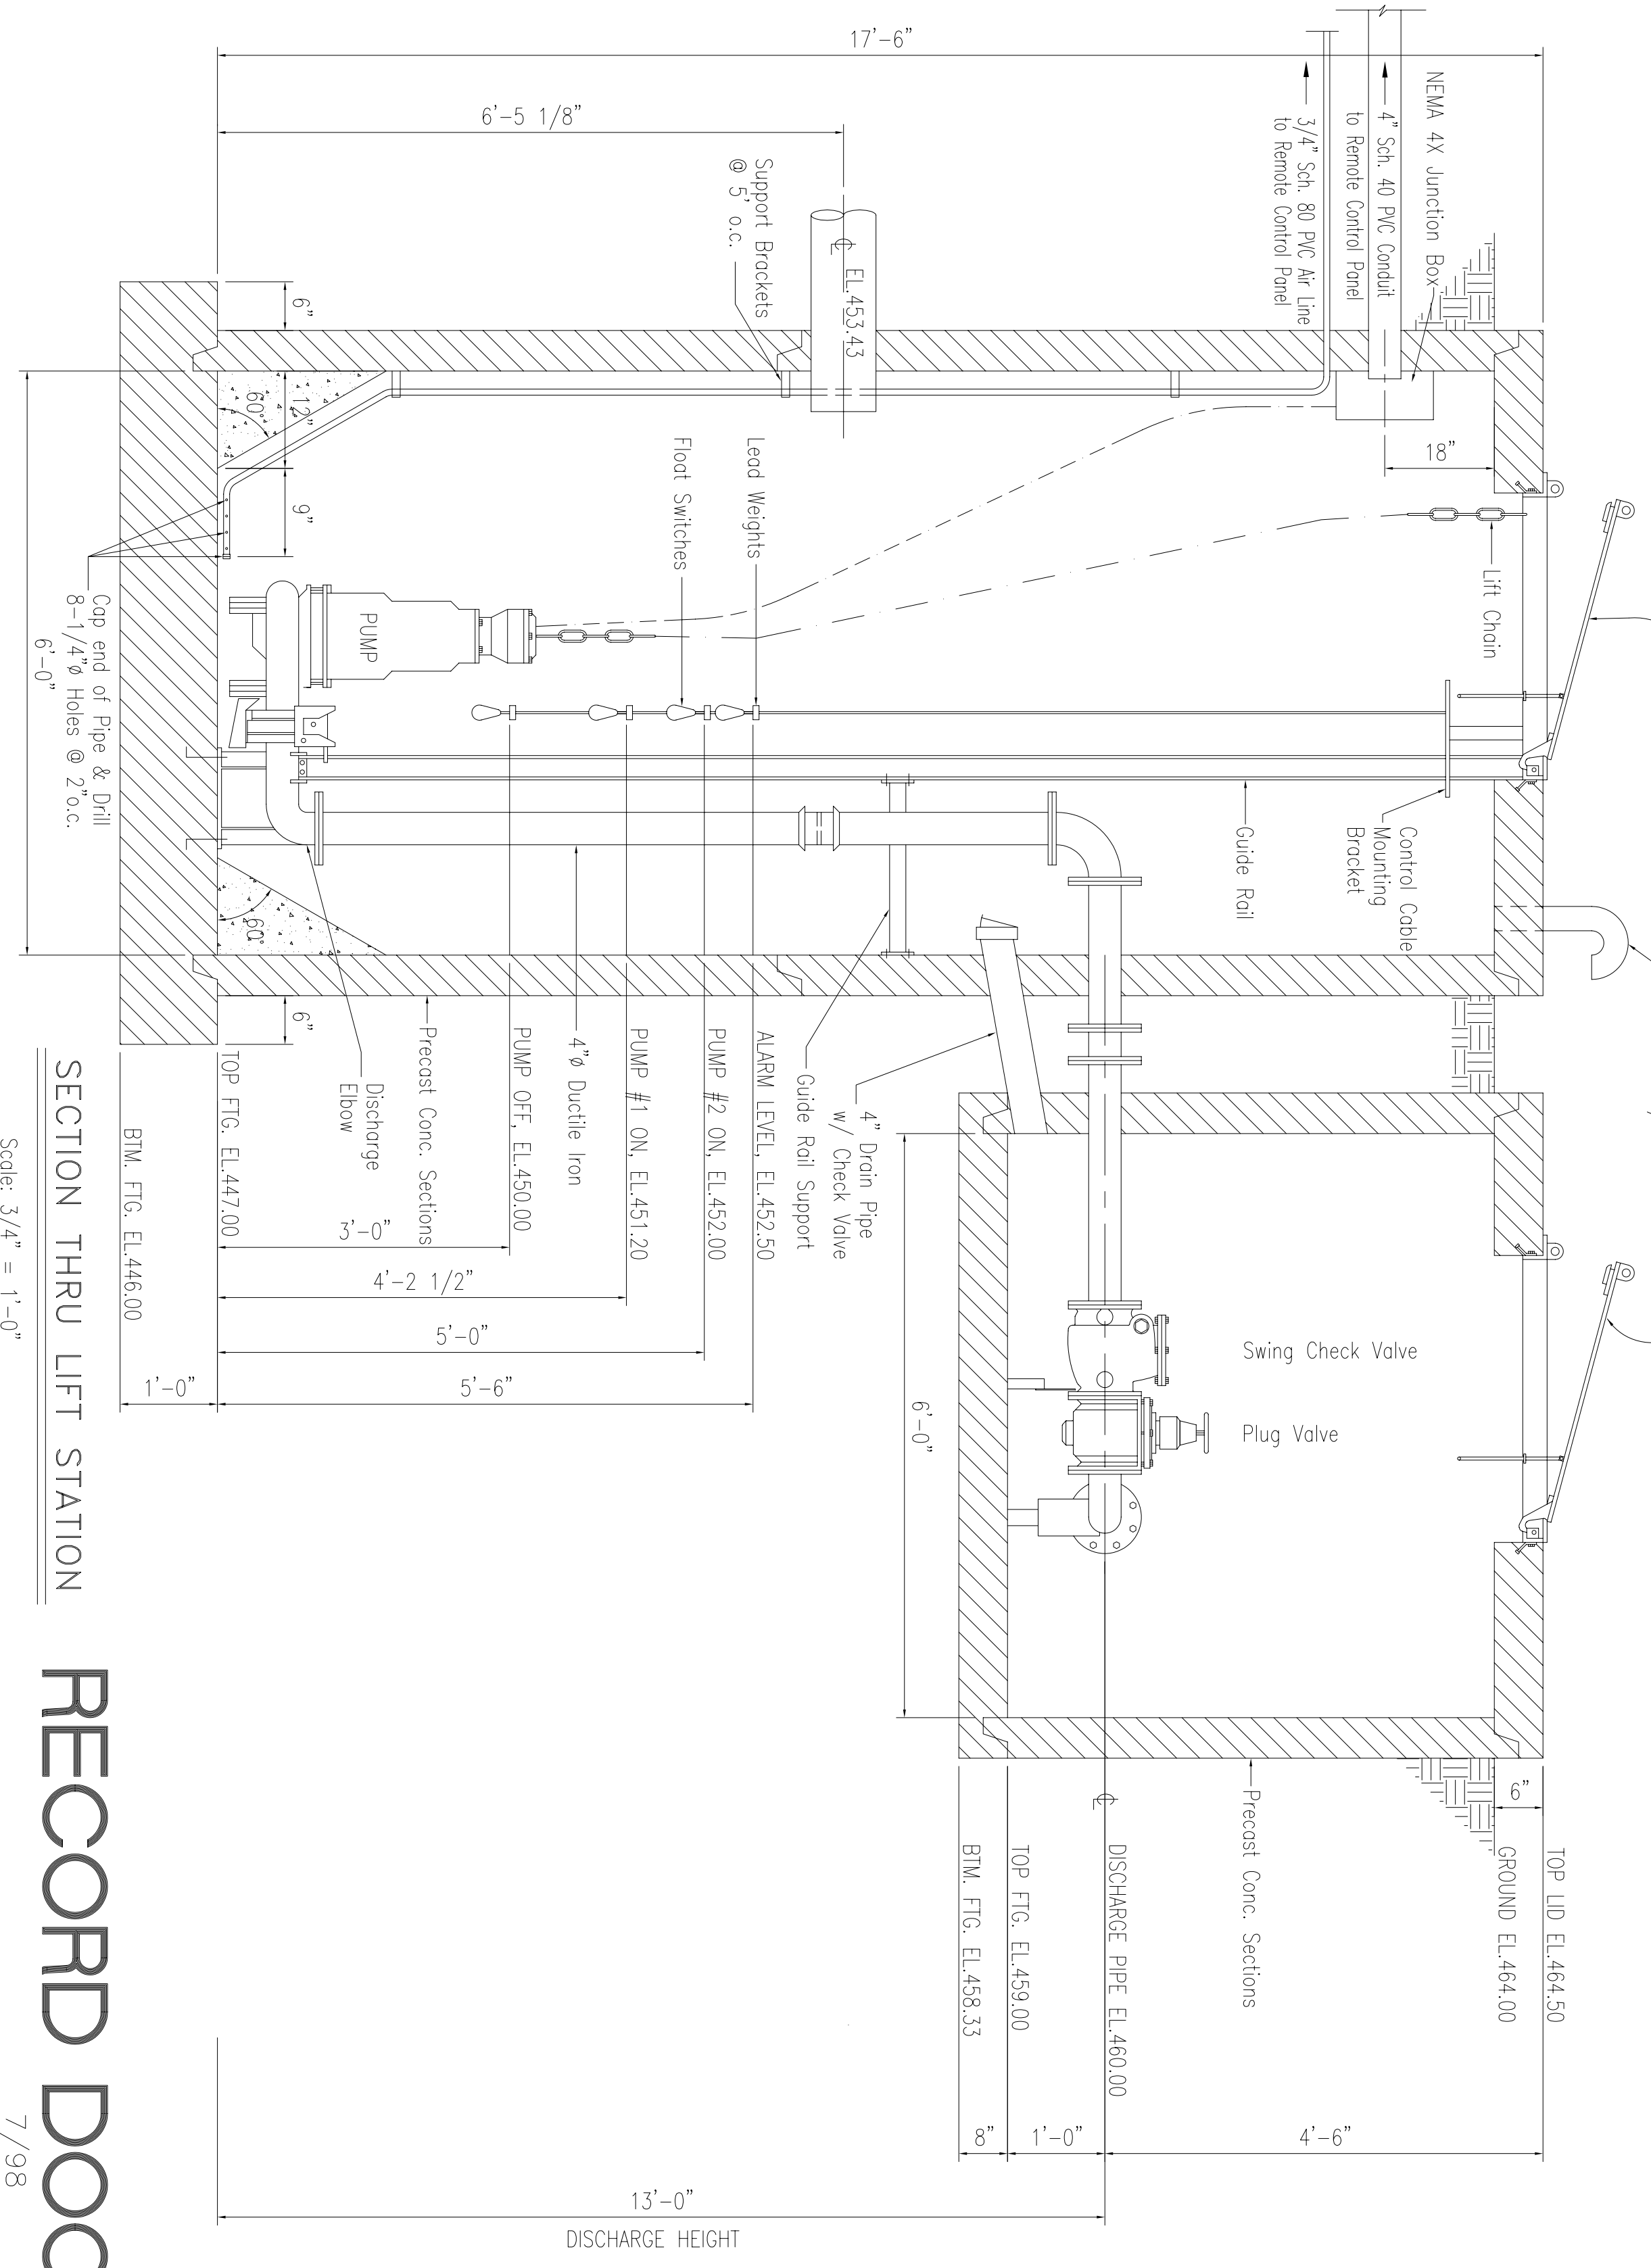 17'-6"
6'-5 1/8"
NEMA 4X Junction Box
4" Sch. 40 PVC Conduit
to Remote Control Panel
3/4" Sch. 80 PVC Air Line
to Remote Control Panel
Support Brackets
@ 5' o.c.
℄ EL.453.43
18"
Lift Chain
Lead Weights
Float Switches
PUMP
6"
12"
60°
9"
Cap end of Pipe & Drill
8-1/4"ø Holes @ 2"o.c.
6'-0"
60°
6"
Control Cable
Mounting
Bracket
Guide Rail
4" Drain Pipe
w/ Check Valve
Guide Rail Support
ALARM LEVEL, EL.452.50
PUMP #2 ON, EL.452.00
PUMP #1 ON, EL.451.20
4"ø Ductile Iron
PUMP OFF, EL.450.00
Precast Conc. Sections
Discharge
Elbow
TOP FTG. EL.447.00
BTM. FTG. EL.446.00
3'-0"
4'-2 1/2"
5'-0"
5'-6"
1'-0"
Swing Check Valve
Plug Valve
6'-0"
Precast Conc. Sections
6"
TOP LID EL.464.50
GROUND EL.464.00
℄
DISCHARGE PIPE EL.460.00
TOP FTG. EL.459.00
BTM. FTG. EL.458.33
4'-6"
1'-0"
8"
13'-0"
DISCHARGE HEIGHT
SECTION THRU LIFT STATION
Scale: 3/4" = 1'-0"
RECORD DOC
7/98